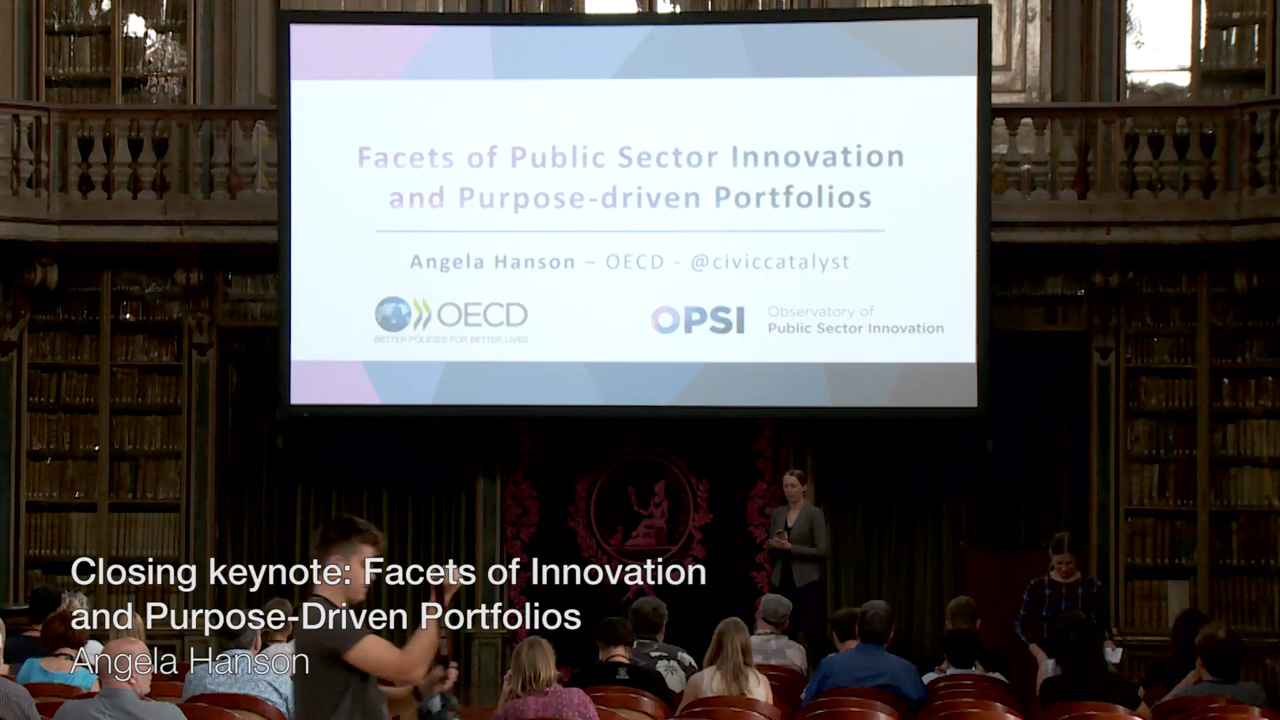 Facets of Public Sector Innovation
and Purpose-driven Portfolios
Angela Hanson – OECD - @civiccatalyst
OECD
BETTER POLICIES FOR BETTER LIVES
OPSI
Observatory of
Public Sector Innovation
Closing keynote: Facets of Innovation
and Purpose-Driven Portfolios
Angela Hanson